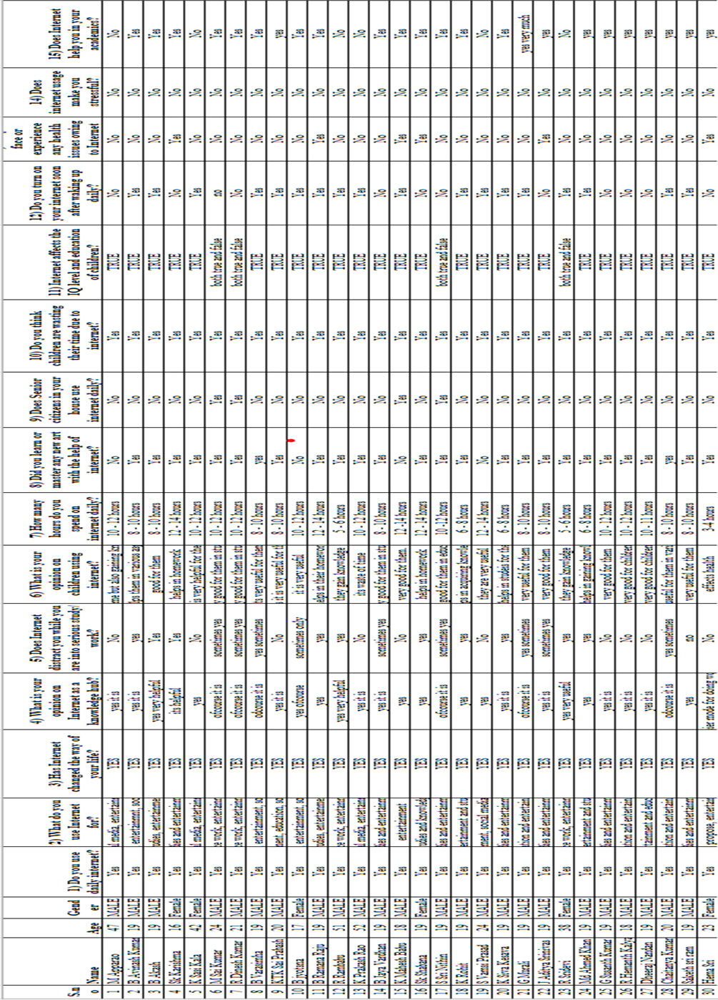 S.no Name Age Gender 1) Do you use daily internet? 2) What do you use Internet for? 3) Has Internet changed the way of your life? 4) What is your opinion on Internet as a knowledge hub? 5) Does Internet distract you while you are into serious study/work? 6) What is your opinion on children using internet? 7) How many hours do you spend on internet daily? 8) Did you learn or master any new art with the help of internet? 9) Does Senior citizens in your house use internet daily? 10) Do you think children are wasting their time due to internet? 11) Internet affects the IQ level and education of children? 12) Do you turn on your internet soon after waking up daily? face or experience any health issues owing to Internet 14) Does internet usage make you stressful? 15) Does Internet help you in your academics?
1 M Apparao 47 MALE Yes l media, entertain YES yes it is No me but also gaining kn 10 - 12 hours No No Yes TRUE No No No No
2 B Avinash Kumar 19 MALE Yes entertainmnt, soc YES yes it is yes lps them in various as 8 - 10 hours Yes No Yes TRUE Yes No No Yes
3 B Akash 19 MALE Yes udies, entertainme YES yes very helpful Yes good for them 8 - 10 hours Yes No Yes TRUE Yes No No Yes
4 Sk Karishma 16 Female Yes ies and entertainm YES its helpful Yes helps in homework 12 - 14 hours Yes No Yes TRUE No Yes No Yes
5 K Sasi Kala 42 Female Yes l media, entertain YES yes No is very helpful for the 10 - 12 hours Yes No Yes TRUE Yes No No No
6 M Sai Kumar 24 MALE Yes e work, entertainm YES ofcourse it is sometimes yes y good for them in stu 10 - 12 hours Yes Yes Yes both true and false no No No Yes
7 R Dinesh Kumar 21 MALE Yes e work, entertainm YES ofcourse it is sometimes yes y good for them in stu 10 - 12 hours Yes Yes Yes both true and false Yes No No Yes
8 B Varasimha 19 MALE Yes entertainment, so YES odcourse it is yes sometimes ts very useful for them 8 - 10 hours yes No Yes TRUE Yes No No Yes
9 KTK Sai Prakash 20 MALE Yes ment, education, so YES yes it is No s it is very useful for th 8 - 10 hours Yes No Yes TRUE Yes No No yes
10 B Jyotsna 17 Female Yes entertainment, so YES yes ofcourse sometimes only it is very useful 10 - 12 hours No No Yes TRUE Yes No No Yes
11 B Ramana Raju 19 MALE Yes udies, entertainme YES yes yes elps in their homewor 12 - 14 hours Yes No Yes TRUE Yes Yes No Yes
12 R Rambabu 51 MALE Yes e work, entertain YES yes very helpful yes they gain knowledge 5 - 6 hours Yes No Yes TRUE Yes No No No
13 K Prakash Rao 52 MALE Yes l media, entertain YES yes it is No its waste of time 10 - 12 hours Yes No Yes TRUE Yes No No No
14 B Jaya Vardhan 19 MALE Yes ies and entertainm YES yes it is sometimes yes y good for them in stu 8 - 10 hours Yes No Yes TRUE No No No Yes
15 K Mahesh Babu 18 MALE Yes entertainment YES yes No very good for them. 12 -14 hours No Yes Yes TRUE Yes Yes No Yes
16 Sk Shabana 19 Female Yes udies and knowled YES yes yes helps in homework 12 - 14 hours Yes No Yes TRUE No Yes No Yes
17 S Sri Nithin 19 MALE Yes ies and entertainm YES ofcourse it is sometimes yes good for them in educ 10 -12 hours Yes Yes Yes both true and false No No No Yes
18 K Rohit 19 MALE Yes ertainment and stu YES yes yes ps in acquiring knowle 6 - 8 hours Yes No Yes TRUE Yes No No Yes
19 S Vamsi Prasad 24 MALE Yes ment, social media YES yes No they are very useful 12 - 14 hours No No Yes TRUE Yes No No No
20 K Siva Kesava 19 MALE Yes ies and entertainm YES yes it is yes helps in studies for the 6 - 8 hours Yes No Yes TRUE Yes No No Yes
21 G Murali 19 MALE Yes tion and entertain YES ofcourse it is yes sometimes very useful for them 8 - 10 hours Yes No Yes TRUE Yes No No yes very much
22 J Aditya Srinivas 19 MALE Yes ies and entertainm YES yes it is sometimes yes very good for them 8 - 10 hours Yes No Yes TRUE No Yes No yes
23 R Sridevi 38 Female Yes e work, entertain YES yes very useful yes they gain knowledge 5 - 6 hours Yes No Yes both true and false Yes No No No
24 Md Ahmed Khan 19 MALE Yes ertainment and stu YES yes yes helps in gaining knowl 6 - 8 hours Yes No Yes TRUE Yes No No yes
25 G Susanth Kumar 19 MALE Yes ies and entertainm YES yes it is No very good for them 10 - 12 hours Yes No Yes TRUE No No No yes
26 R Hemanth Kalya 18 MALE Yes tion and entertain YES yes it is No very good for children 10 - 12 hours Yes No Yes TRUE No No No yes
27 V Dheeraj Nandan 19 MALE Yes tainment and educ YES yes it is No very good for children 10 - 11 hours Yes No Yes TRUE No No No yes
28 Chaitanya Kumar 20 MALE Yes tion and entertain YES odcourse it is yes sometimes useful for them in vari 8 - 10 hours yes No Yes TRUE Yes No No yes
29 Saketh sri ram 19 MALE Yes ies and entertainm YES yes no very useful for them 8 - 10 hours Yes No Yes TRUE Yes No No yes
30 Hema Sri 23 Female Yes propose, entertain YES ier mode for doing wo No effects health 3-4 hours Yes No Yes TRUE No Yes No yes